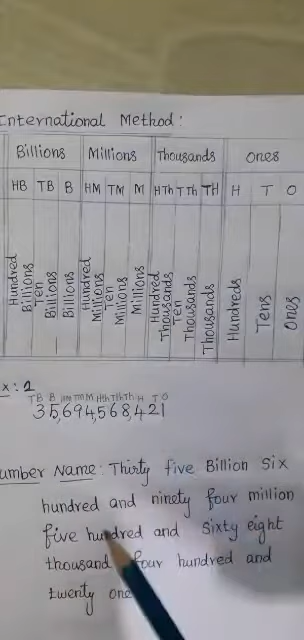 International Method:
Billions Millions Thousands Ones
HB TB B HM TM M HTh TTh TH H T O
Hundred Billions Ten Billions Billions Hundred Millions Ten Millions Millions Hundred Thousands Ten Thousands Thousands Hundreds Tens Ones
x: 2
TB B HM TM M HTh TTh Th H T O
35,694,568,421
umber Name: Thirty five Billion Six
hundred and ninety four million
five hundred and sixty eight
thousand four hundred and
twenty one